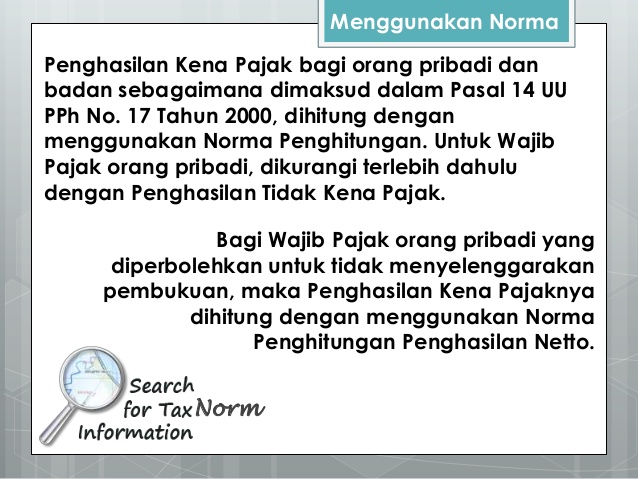 Menggunakan Norma
Penghasilan Kena Pajak bagi orang pribadi dan
badan sebagaimana dimaksud dalam Pasal 14 UU
PPh No. 17 Tahun 2000, dihitung dengan
menggunakan Norma Penghitungan. Untuk Wajib
Pajak orang pribadi, dikurangi terlebih dahulu
dengan Penghasilan Tidak Kena Pajak.
Bagi Wajib Pajak orang pribadi yang
diperbolehkan untuk tidak menyelenggarakan
pembukuan, maka Penghasilan Kena Pajaknya
dihitung dengan menggunakan Norma
Penghitungan Penghasilan Netto.
Search
for Tax Norm
Information